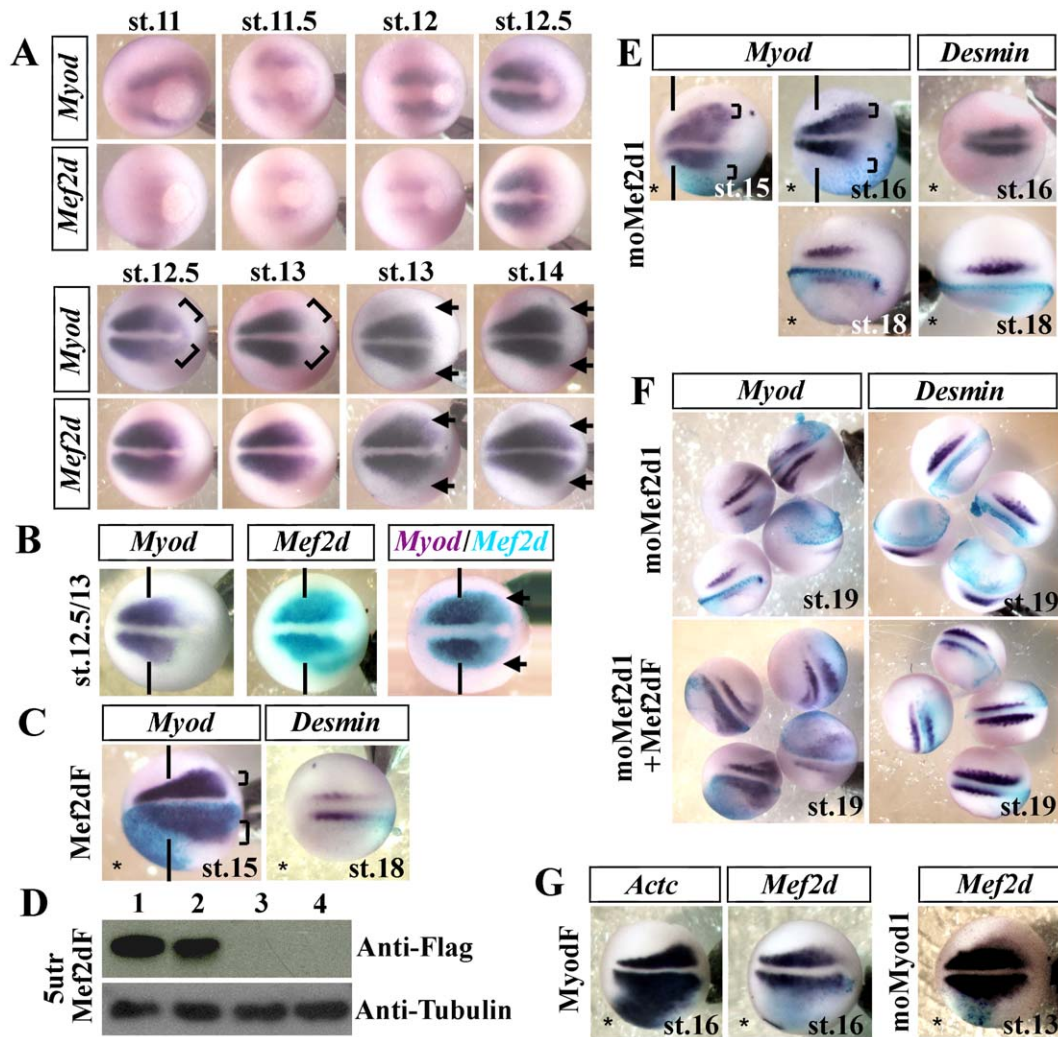 A
st.11 st.11.5 st.12 st.12.5
Myod
Mef2d
st.12.5 st.13 st.13 st.14
Myod
Mef2d
B
Myod Mef2d Myod/Mef2d
st.12.5/13
C
Myod Desmin
Mef2dF
* st.15 * st.18
D
1 2 3 4
5utr
Mef2dF
Anti-Flag
Anti-Tubulin
E
Myod Desmin
moMef2d1
* st.15 * st.16 * st.16
* st.18 * st.18
F
Myod Desmin
moMef2d1
st.19 st.19
moMef2d1
+Mef2dF
st.19 st.19
G
Actc Mef2d Mef2d
MyodF
* st.16 * st.16
moMyod1
* st.13